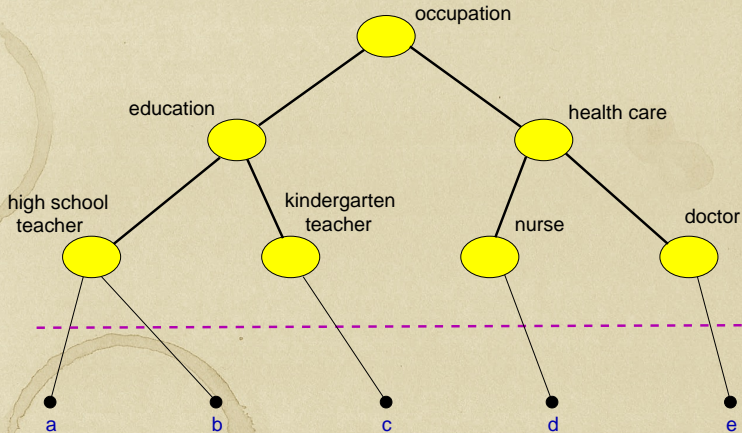 occupation
education
health care
high school
teacher
kindergarten
teacher
nurse
doctor
a
b
c
d
e